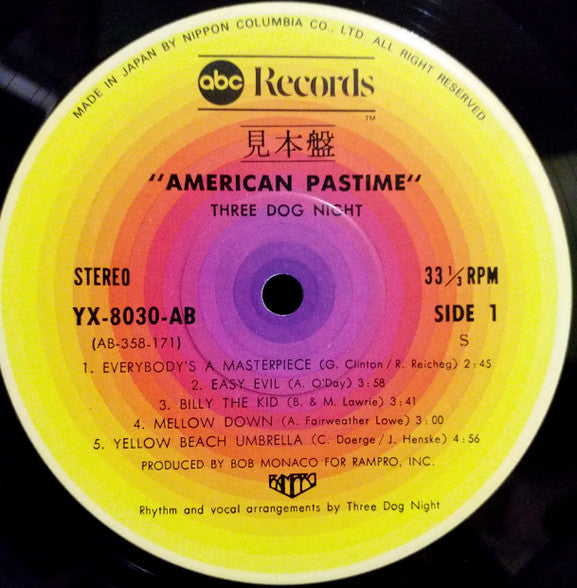 MADE IN JAPAN BY NIPPON COLUMBIA CO., LTD. ALL RIGHT RESERVED.
abc Records
TM
見本盤
"AMERICAN PASTIME"
THREE DOG NIGHT
STEREO 33 1/3 RPM
YX-8030-AB SIDE 1
(AB-358-171) S
1. EVERYBODY'S A MASTERPIECE (G. Clinton/R. Reicheg) 2:45
2. EASY EVIL (A. O'Day) 3:58
3. BILLY THE KID (B. & M. Lawrie) 3:41
4. MELLOW DOWN (A. Fairweather Lowe) 3:00
5. YELLOW BEACH UMBRELLA (C. Doerge/J. Henske) 4:56
PRODUCED BY BOB MONACO FOR RAMPRO, INC.
RAMPRO
Rhythm and vocal arrangements by Three Dog Night